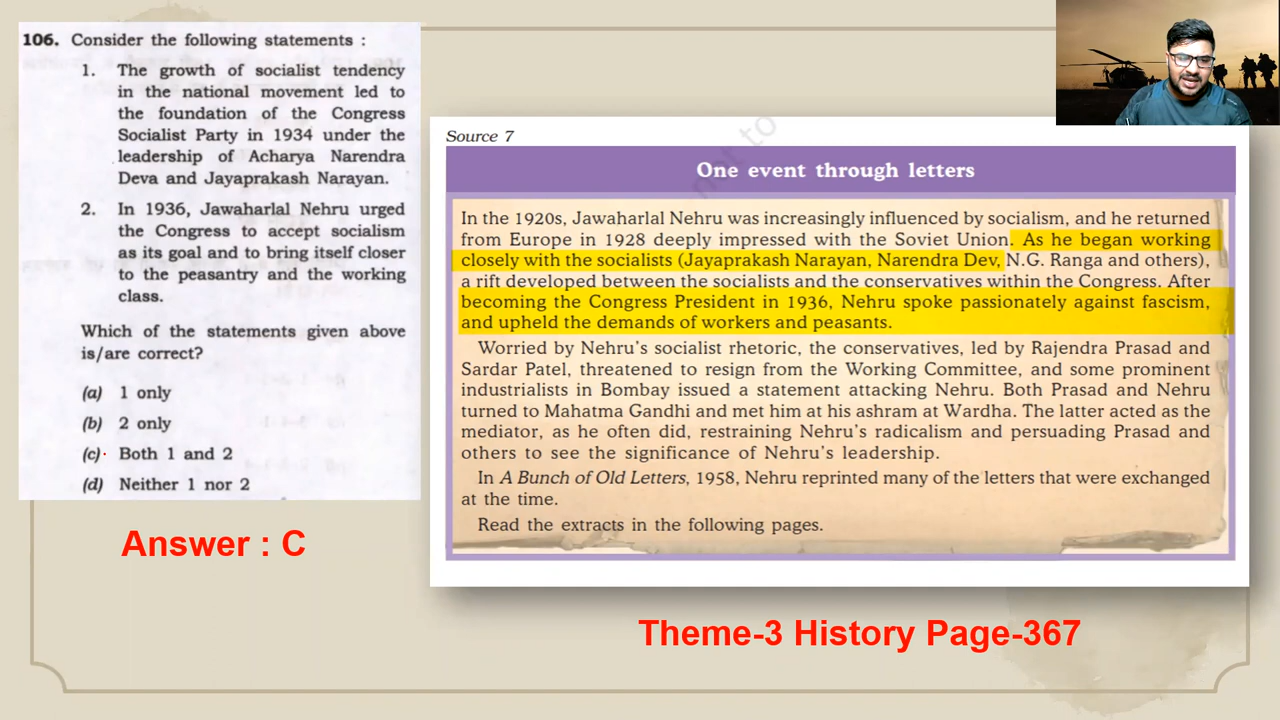 106. Consider the following statements :
1. The growth of socialist tendency
in the national movement led to
the foundation of the Congress
Socialist Party in 1934 under the
leadership of Acharya Narendra
Deva and Jayaprakash Narayan.
2. In 1936, Jawaharlal Nehru urged
the Congress to accept socialism
as its goal and to bring itself closer
to the peasantry and the working
class.
Which of the statements given above
is/are correct?
(a) 1 only
(b) 2 only
(c) Both 1 and 2
(d) Neither 1 nor 2
Answer : C
Source 7
not to
One event through letters
In the 1920s, Jawaharlal Nehru was increasingly influenced by socialism, and he returned
from Europe in 1928 deeply impressed with the Soviet Union. As he began working
closely with the socialists (Jayaprakash Narayan, Narendra Dev, N.G. Ranga and others),
a rift developed between the socialists and the conservatives within the Congress. After
becoming the Congress President in 1936, Nehru spoke passionately against fascism,
and upheld the demands of workers and peasants.
Worried by Nehru's socialist rhetoric, the conservatives, led by Rajendra Prasad and
Sardar Patel, threatened to resign from the Working Committee, and some prominent
industrialists in Bombay issued a statement attacking Nehru. Both Prasad and Nehru
turned to Mahatma Gandhi and met him at his ashram at Wardha. The latter acted as the
mediator, as he often did, restraining Nehru's radicalism and persuading Prasad and
others to see the significance of Nehru's leadership.
In A Bunch of Old Letters, 1958, Nehru reprinted many of the letters that were exchanged
at the time.
Read the extracts in the following pages.
Theme-3 History Page-367